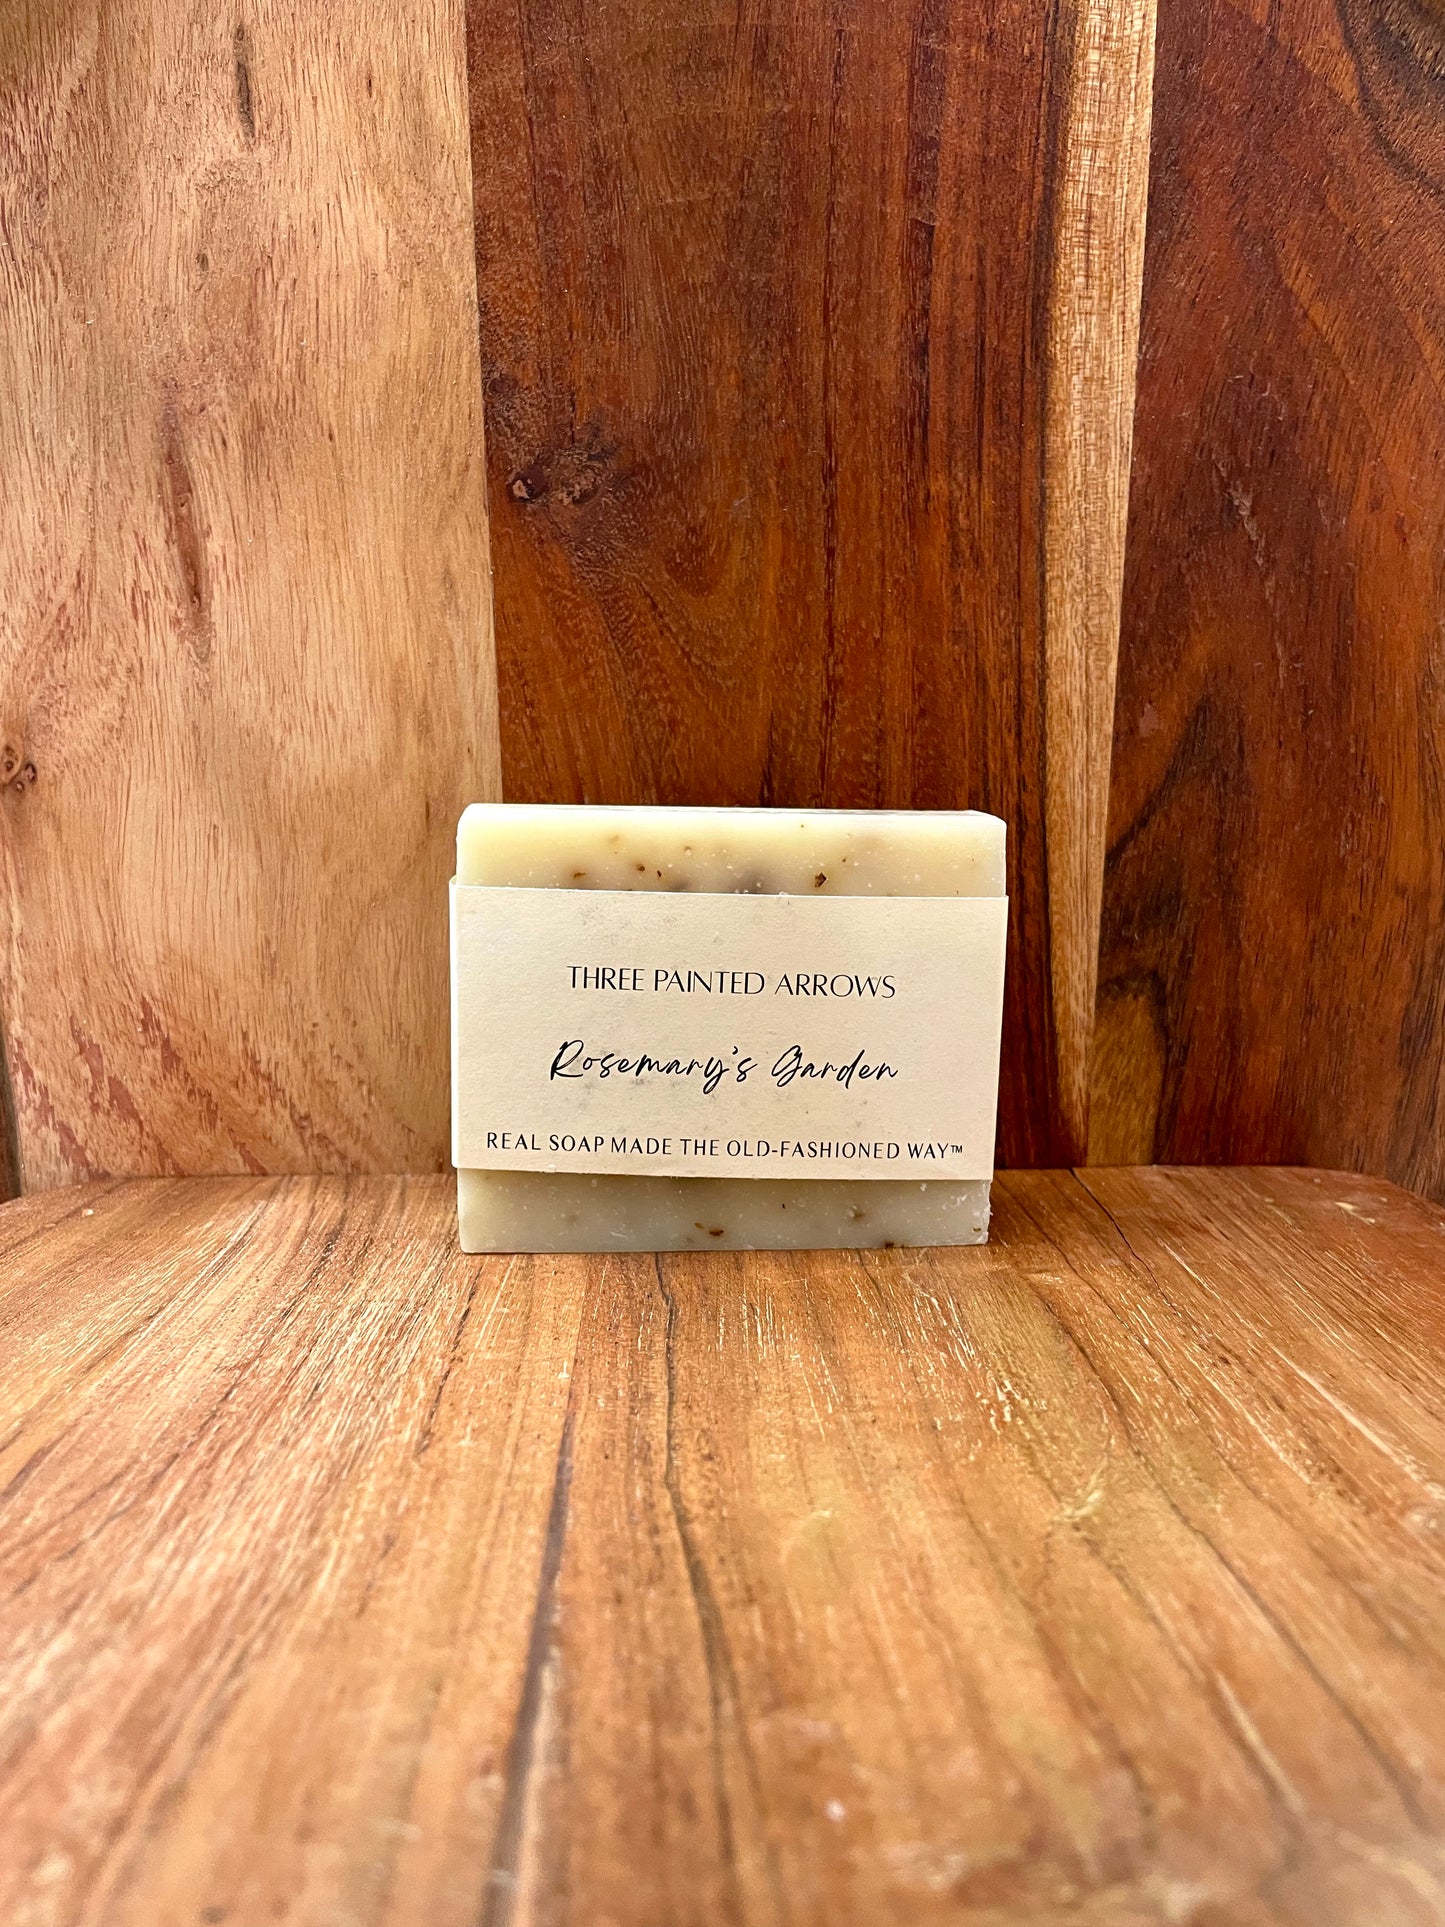 THREE PAINTED ARROWS
Rosemary's Garden
REAL SOAP MADE THE OLD-FASHIONED WAY™